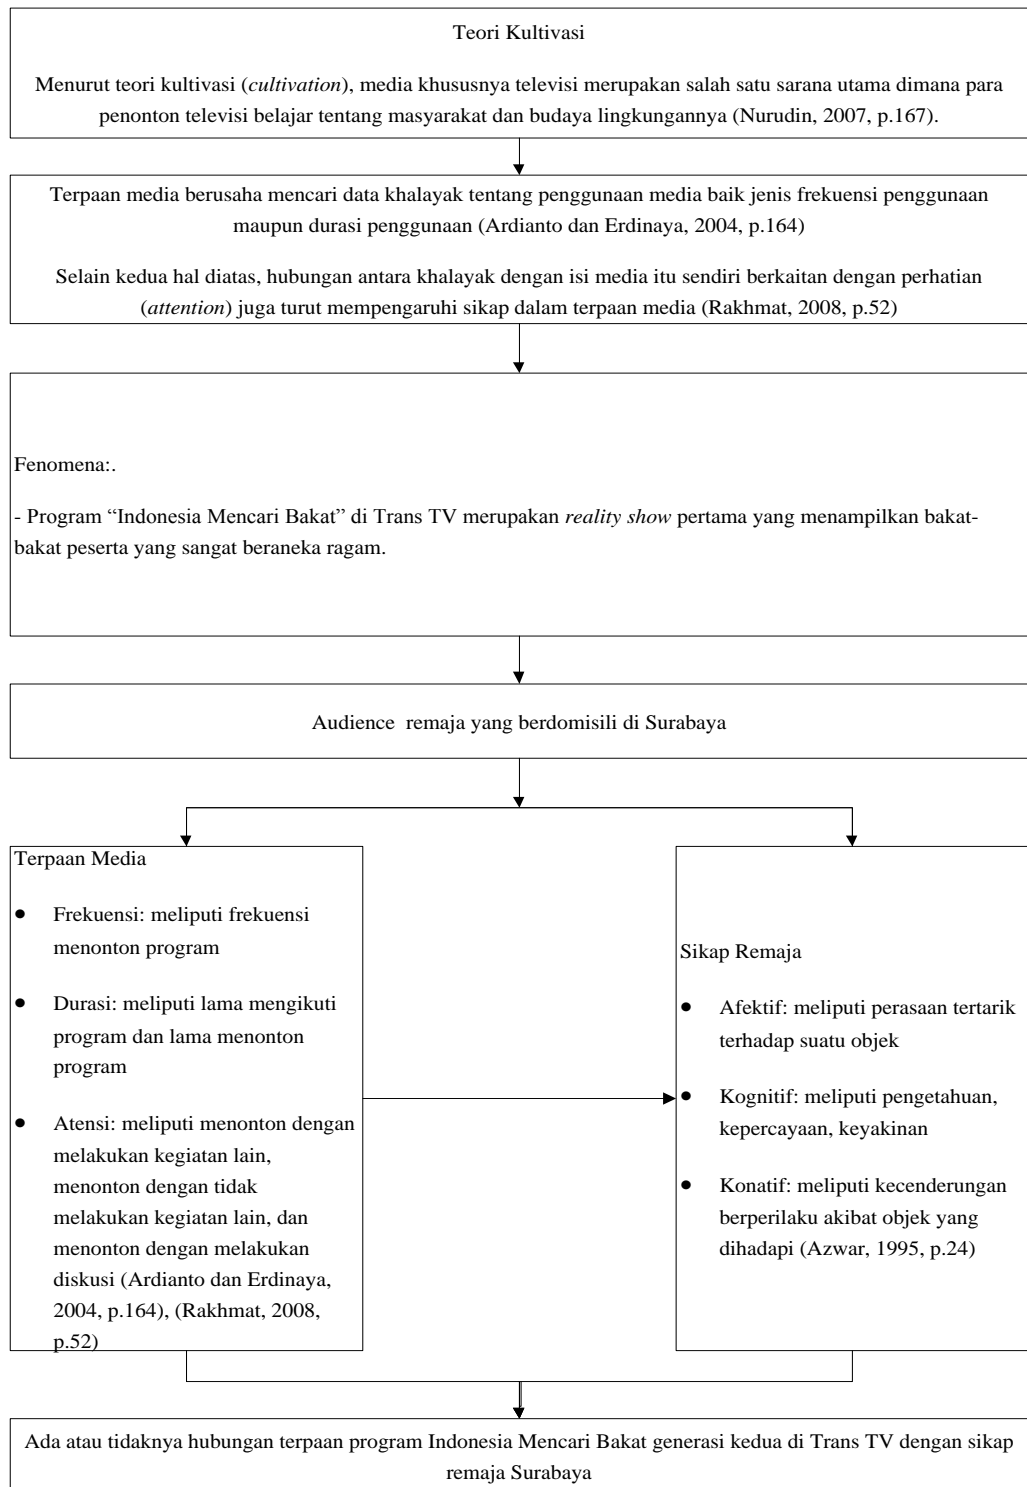 Teori Kultivasi
Menurut teori kultivasi (cultivation), media khususnya televisi merupakan salah satu sarana utama dimana para
penonton televisi belajar tentang masyarakat dan budaya lingkungannya (Nurudin, 2007, p.167).
Terpaan media berusaha mencari data khalayak tentang penggunaan media baik jenis frekuensi penggunaan
maupun durasi penggunaan (Ardianto dan Erdinaya, 2004, p.164)
Selain kedua hal diatas, hubungan antara khalayak dengan isi media itu sendiri berkaitan dengan perhatian
(attention) juga turut mempengaruhi sikap dalam terpaan media (Rakhmat, 2008, p.52)
Fenomena:.
- Program “Indonesia Mencari Bakat” di Trans TV merupakan reality show pertama yang menampilkan bakat-
bakat peserta yang sangat beraneka ragam.
Audience  remaja yang berdomisili di Surabaya
Terpaan Media
● Frekuensi: meliputi frekuensi
menonton program
● Durasi: meliputi lama mengikuti
program dan lama menonton
program
● Atensi: meliputi menonton dengan
melakukan kegiatan lain,
menonton dengan tidak
melakukan kegiatan lain, dan
menonton dengan melakukan
diskusi (Ardianto dan Erdinaya,
2004, p.164), (Rakhmat, 2008,
p.52)
Sikap Remaja
● Afektif: meliputi perasaan tertarik
terhadap suatu objek
● Kognitif: meliputi pengetahuan,
kepercayaan, keyakinan
● Konatif: meliputi kecenderungan
berperilaku akibat objek yang
dihadapi (Azwar, 1995, p.24)
Ada atau tidaknya hubungan terpaan program Indonesia Mencari Bakat generasi kedua di Trans TV dengan sikap
remaja Surabaya